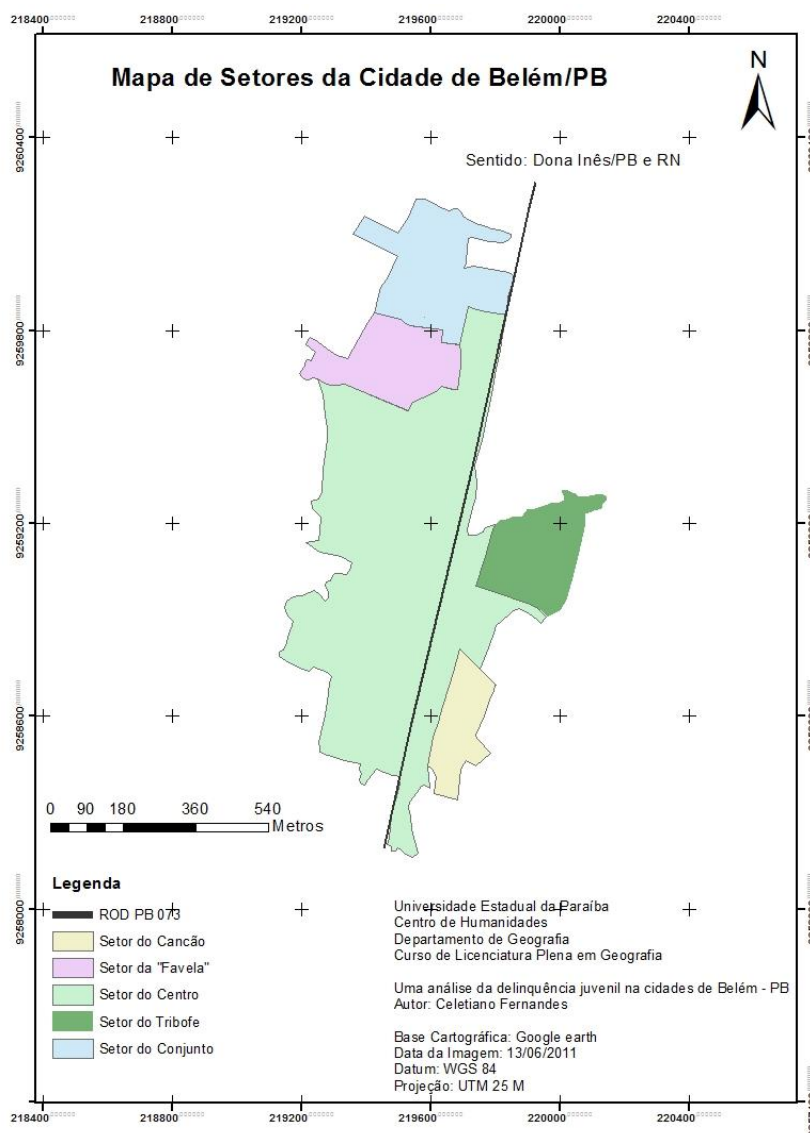 218400 218800 219200 219600 220000 220400
Mapa de Setores da Cidade de Belém/PB
N
9260400
Sentido: Dona Inês/PB e RN
9259800
9259200
9258600
0 90 180 360 540
Metros
Legenda
ROD PB 073
Setor do Cancão
Setor da "Favela"
Setor do Centro
Setor do Tribofe
Setor do Conjunto
9258000
Universidade Estadual da Paraíba
Centro de Humanidades
Departamento de Geografia
Curso de Licenciatura Plena em Geografia
Uma análise da delinquência juvenil na cidades de Belém - PB
Autor: Celetiano Fernandes
Base Cartográfica: Google earth
Data da Imagem: 13/06/2011
Datum: WGS 84
Projeção: UTM 25 M
218400 218800 219200 219600 220000 220400